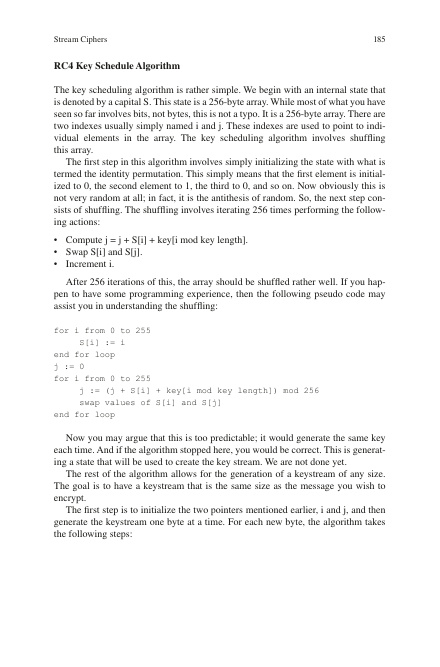 Stream Ciphers 185
RC4 Key Schedule Algorithm
The key scheduling algorithm is rather simple. We begin with an internal state that
is denoted by a capital S. This state is a 256-byte array. While most of what you have
seen so far involves bits, not bytes, this is not a typo. It is a 256-byte array. There are
two indexes usually simply named i and j. These indexes are used to point to indi-
vidual elements in the array. The key scheduling algorithm involves shuffling
this array.
The first step in this algorithm involves simply initializing the state with what is
termed the identity permutation. This simply means that the first element is initial-
ized to 0, the second element to 1, the third to 0, and so on. Now obviously this is
not very random at all; in fact, it is the antithesis of random. So, the next step con-
sists of shuffling. The shuffling involves iterating 256 times performing the follow-
ing actions:
• Compute j = j + S[i] + key[i mod key length].
• Swap S[i] and S[j].
• Increment i.
After 256 iterations of this, the array should be shuffled rather well. If you hap-
pen to have some programming experience, then the following pseudo code may
assist you in understanding the shuffling:
for i from 0 to 255
S[i] := i
end for loop
j := 0
for i from 0 to 255
j := (j + S[i] + key[i mod key length]) mod 256
swap values of S[i] and S[j]
end for loop
Now you may argue that this is too predictable; it would generate the same key
each time. And if the algorithm stopped here, you would be correct. This is generat-
ing a state that will be used to create the key stream. We are not done yet.
The rest of the algorithm allows for the generation of a keystream of any size.
The goal is to have a keystream that is the same size as the message you wish to
encrypt.
The first step is to initialize the two pointers mentioned earlier, i and j, and then
generate the keystream one byte at a time. For each new byte, the algorithm takes
the following steps: